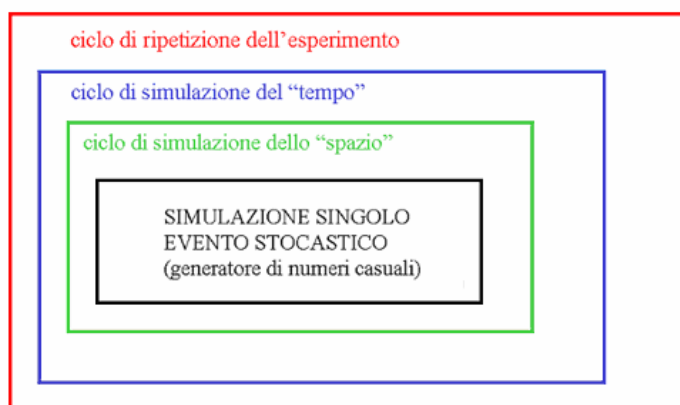 ciclo di ripetizione dell’esperimento
ciclo di simulazione del “tempo”
ciclo di simulazione dello “spazio”
SIMULAZIONE SINGOLO
EVENTO STOCASTICO
(generatore di numeri casuali)